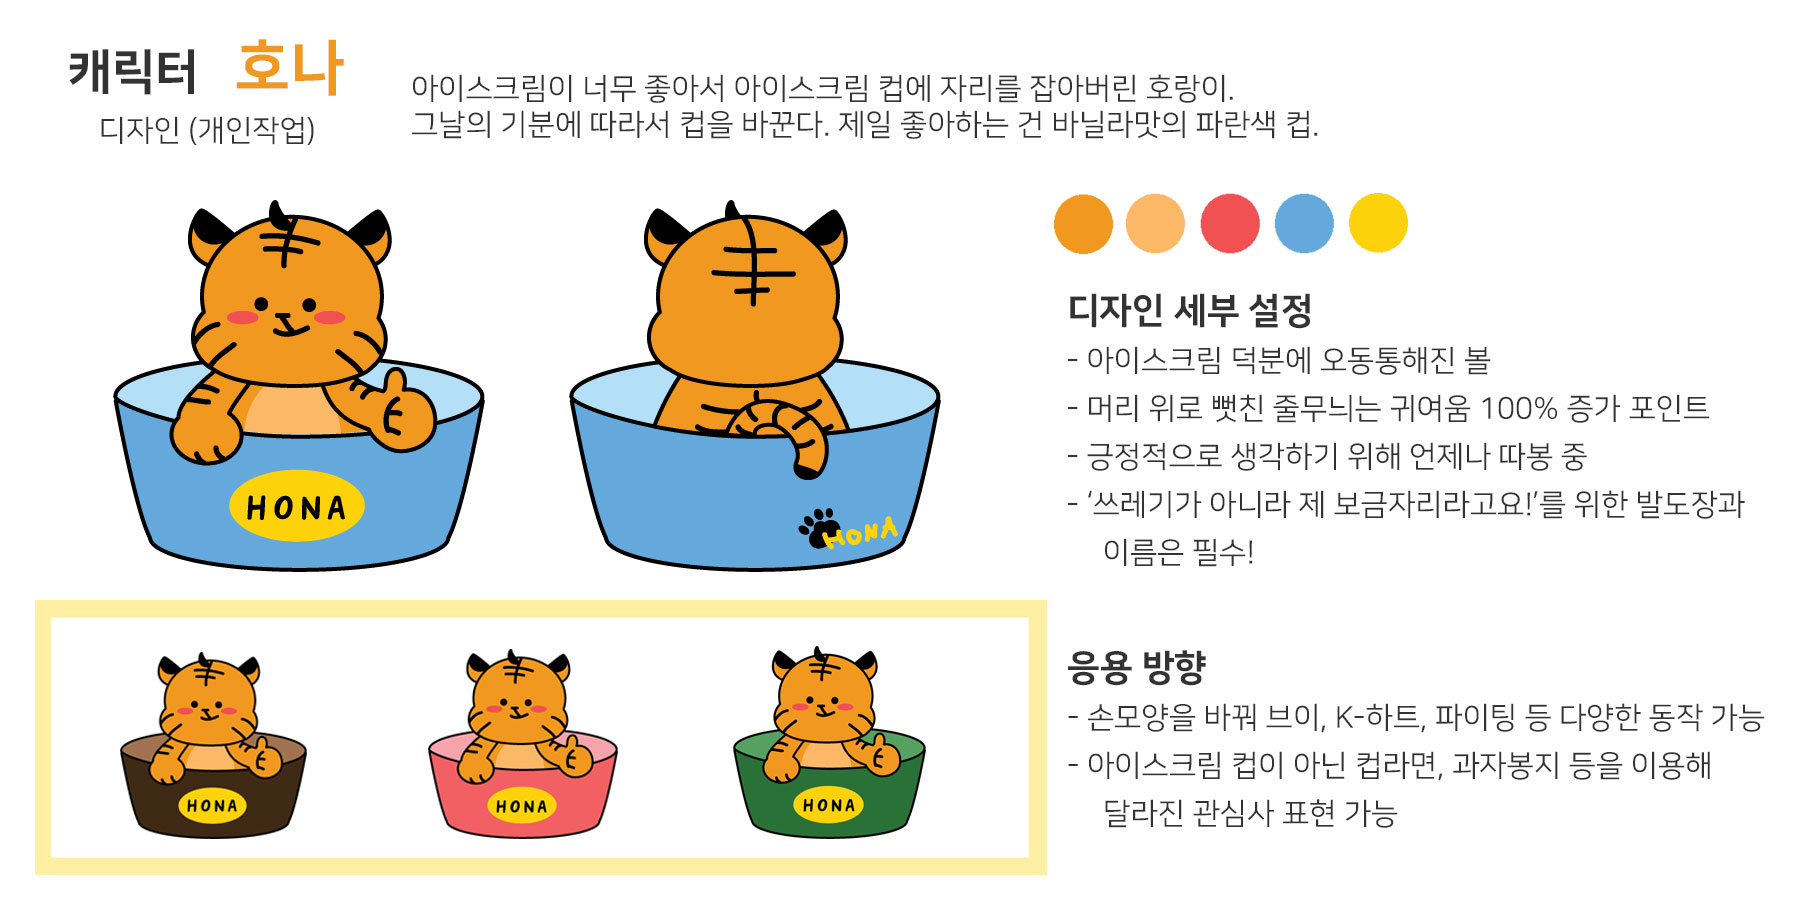 캐릭터 호나
디자인 (개인작업)
아이스크림이 너무 좋아서 아이스크림 컵에 자리를 잡아버린 호랑이.
그날의 기분에 따라서 컵을 바꾼다. 제일 좋아하는 건 바닐라맛의 파란색 컵.
HONA
HONA
디자인 세부 설정
- 아이스크림 덕분에 오동통해진 볼
- 머리 위로 뻣친 줄무늬는 귀여움 100% 증가 포인트
- 긍정적으로 생각하기 위해 언제나 따봉 중
- ‘쓰레기가 아니라 제 보금자리라고요!’를 위한 발도장과
이름은 필수!
HONA
HONA
HONA
응용 방향
- 손모양을 바꿔 브이, K-하트, 파이팅 등 다양한 동작 가능
- 아이스크림 컵이 아닌 컵라면, 과자봉지 등을 이용해
달라진 관심사 표현 가능